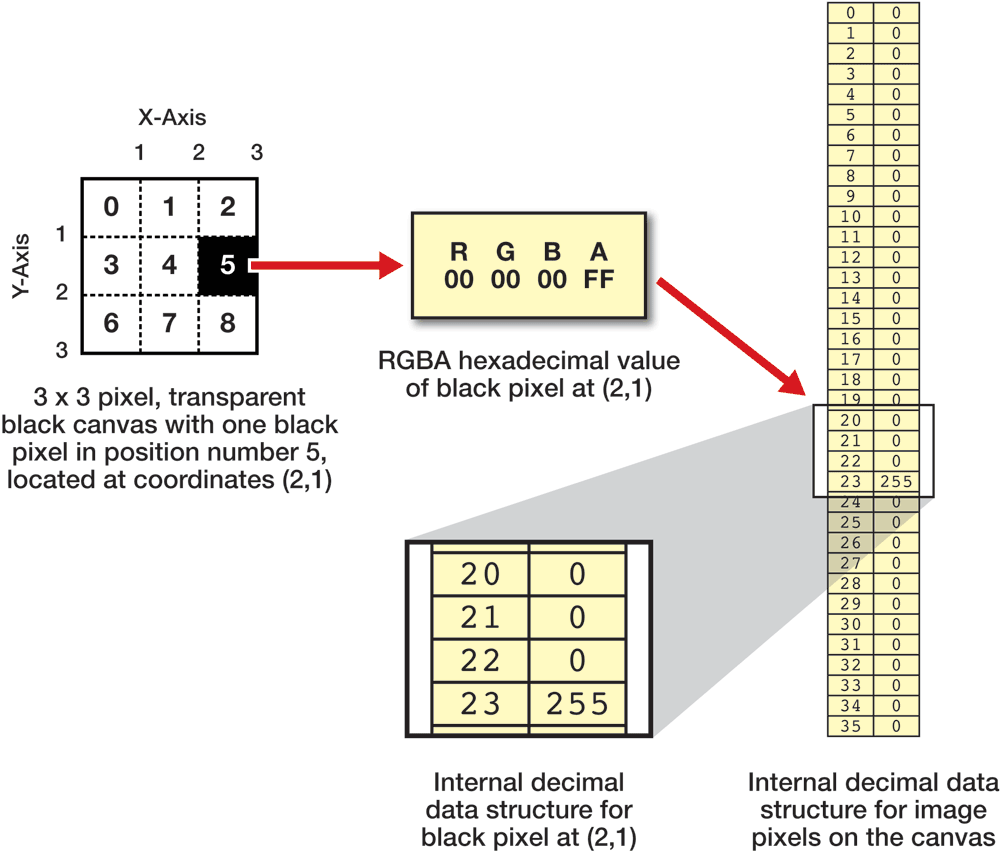 X-Axis
1 2 3
Y-Axis
1
2
3
0 1 2
3 4 5
6 7 8
3 x 3 pixel, transparent
black canvas with one black
pixel in position number 5,
located at coordinates (2,1)
R G B A
00 00 00 FF
RGBA hexadecimal value
of black pixel at (2,1)
20 0
21 0
22 0
23 255
Internal decimal
data structure for
black pixel at (2,1)
0 0
1 0
2 0
3 0
4 0
5 0
6 0
7 0
8 0
9 0
10 0
11 0
12 0
13 0
14 0
15 0
16 0
17 0
18 0
19 0
20 0
21 0
22 0
23 255
24 0
25 0
26 0
27 0
28 0
29 0
30 0
31 0
32 0
33 0
34 0
35 0
Internal decimal data
structure for image
pixels on the canvas